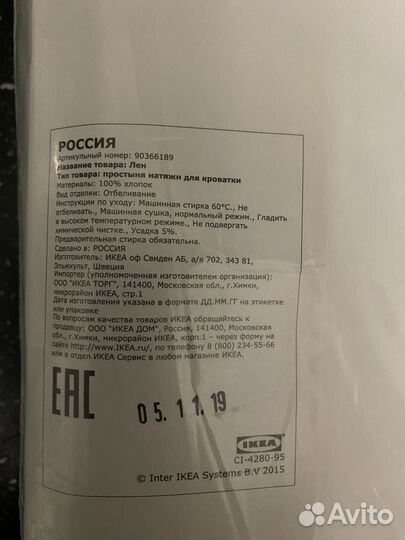 РОССИЯ
Артикульный номер: 90366189
Название товара: Лен
Тип товара: простыня натяжн для кроватки
Материалы: 100% хлопок
Вид отделки: Отбеливание
Инструкции по уходу: Машинная стирка 60°С., Не
отбеливать., Машинная сушка, нормальный режим., Гладить
в высоком температурном режиме., Не подвергать
химической чистке., Усадка 5%.
Предварительная стирка обязательна.
Сделано в: РОССИЯ
Изготовитель: ИКЕА оф Свиден АБ, а/я 702, 343 81,
Эльмхульт, Швеция
Импортер (уполномоченная изготовителем организация):
ООО "ИКЕА ТОРГ", 141400, Московская обл., г.Химки,
микрорайон ИКЕА, стр.1
Дата изготовления указана в формате ДД.ММ.ГГ на этикетке
или упаковке
По вопросам качества товаров ИКЕА обращайтесь к
продавцу: ООО "ИКЕА ДОМ", Россия, 141400, Московская
обл., г.Химки, микрорайон ИКЕА, корп.1 – через форму на
сайте http://www.IKEA.ru/, по телефону 8 (800) 234-55-66
или в отдел ИКЕА Сервис в любом магазине ИКЕА.
ЕАС
05.11.19
IKEA
CI-4280-95
© Inter IKEA Systems B.V 2015
Avito